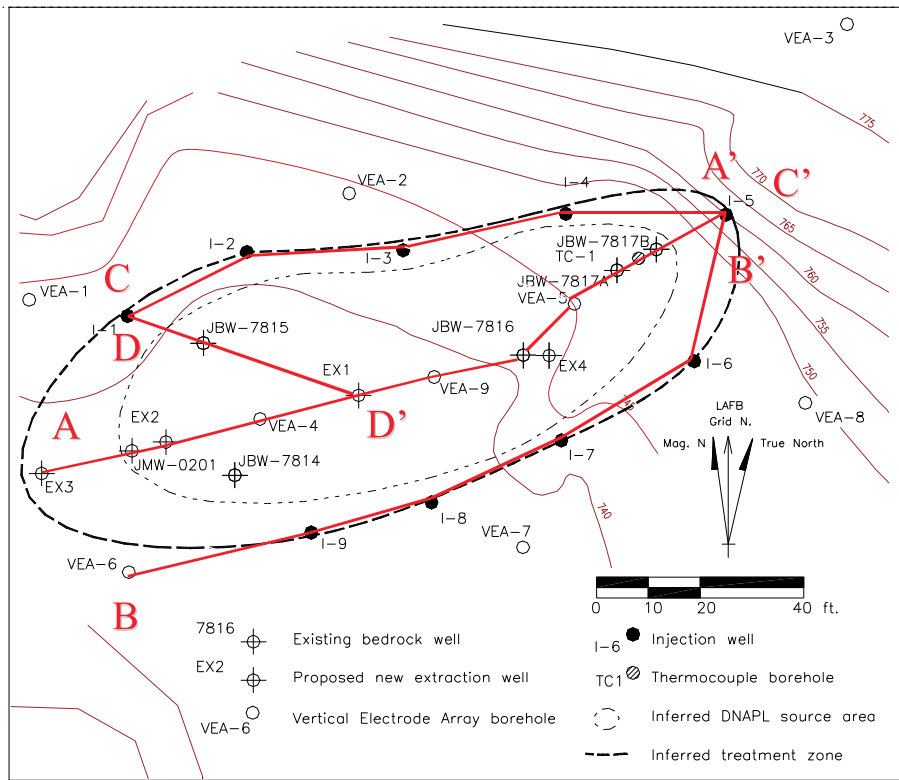 VEA-3
775
A'
C'
770
VEA-2
I-4
I-5
765
I-2
JBW-7817B
I-3
TC-1
B'
760
JBW-7817A
C
VEA-1
VEA-5
755
I-1
JBW-7815
JBW-7816
D
750
EX1
EX4
I-6
VEA-9
745
LAFB
Grid N.
VEA-8
A
EX2
D'
VEA-4
Mag. N
True North
JMW-0201
JBW-7814
I-7
EX3
I-8
740
VEA-7
I-9
VEA-6
B
0 10 20 40 ft.
7816 Existing bedrock well
I-6 Injection well
EX2 Proposed new extraction well
TC1 Thermocouple borehole
VEA-6 Vertical Electrode Array borehole
Inferred DNAPL source area
Inferred treatment zone